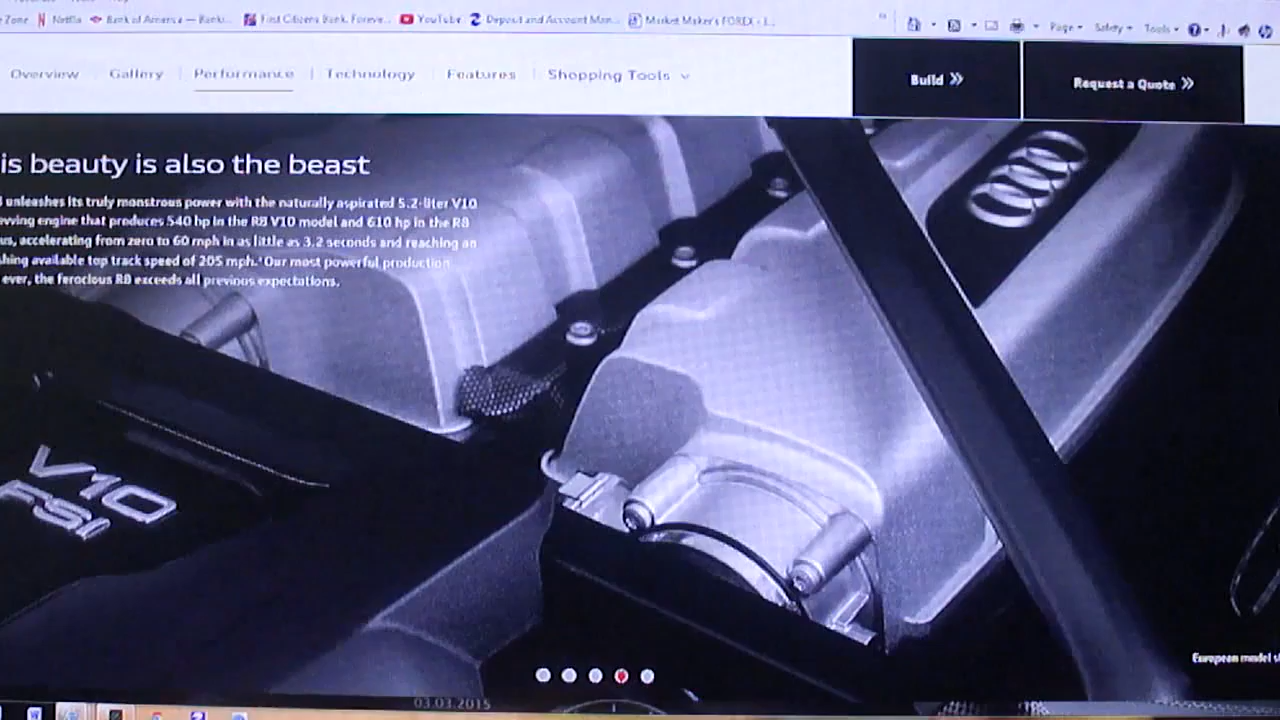 Zone Netflix Bank of America — Banki... First Citizens Bank. Foreve... YouTube Deposit and Account Man... Market Maker's FOREX - I... Page Safety Tools
Overview Gallery Performance Technology Features Shopping Tools Build Request a Quote
is beauty is also the beast
unleashes its truly monstrous power with the naturally aspirated 5.2-liter V10
evving engine that produces 540 hp in the R8 V10 model and 610 hp in the R8
us, accelerating from zero to 60 mph in as little as 3.2 seconds and reaching an
shing available top track speed of 205 mph. Our most powerful production
ever, the ferocious R8 exceeds all previous expectations.
V10
FSI
European model s
03.03.2015